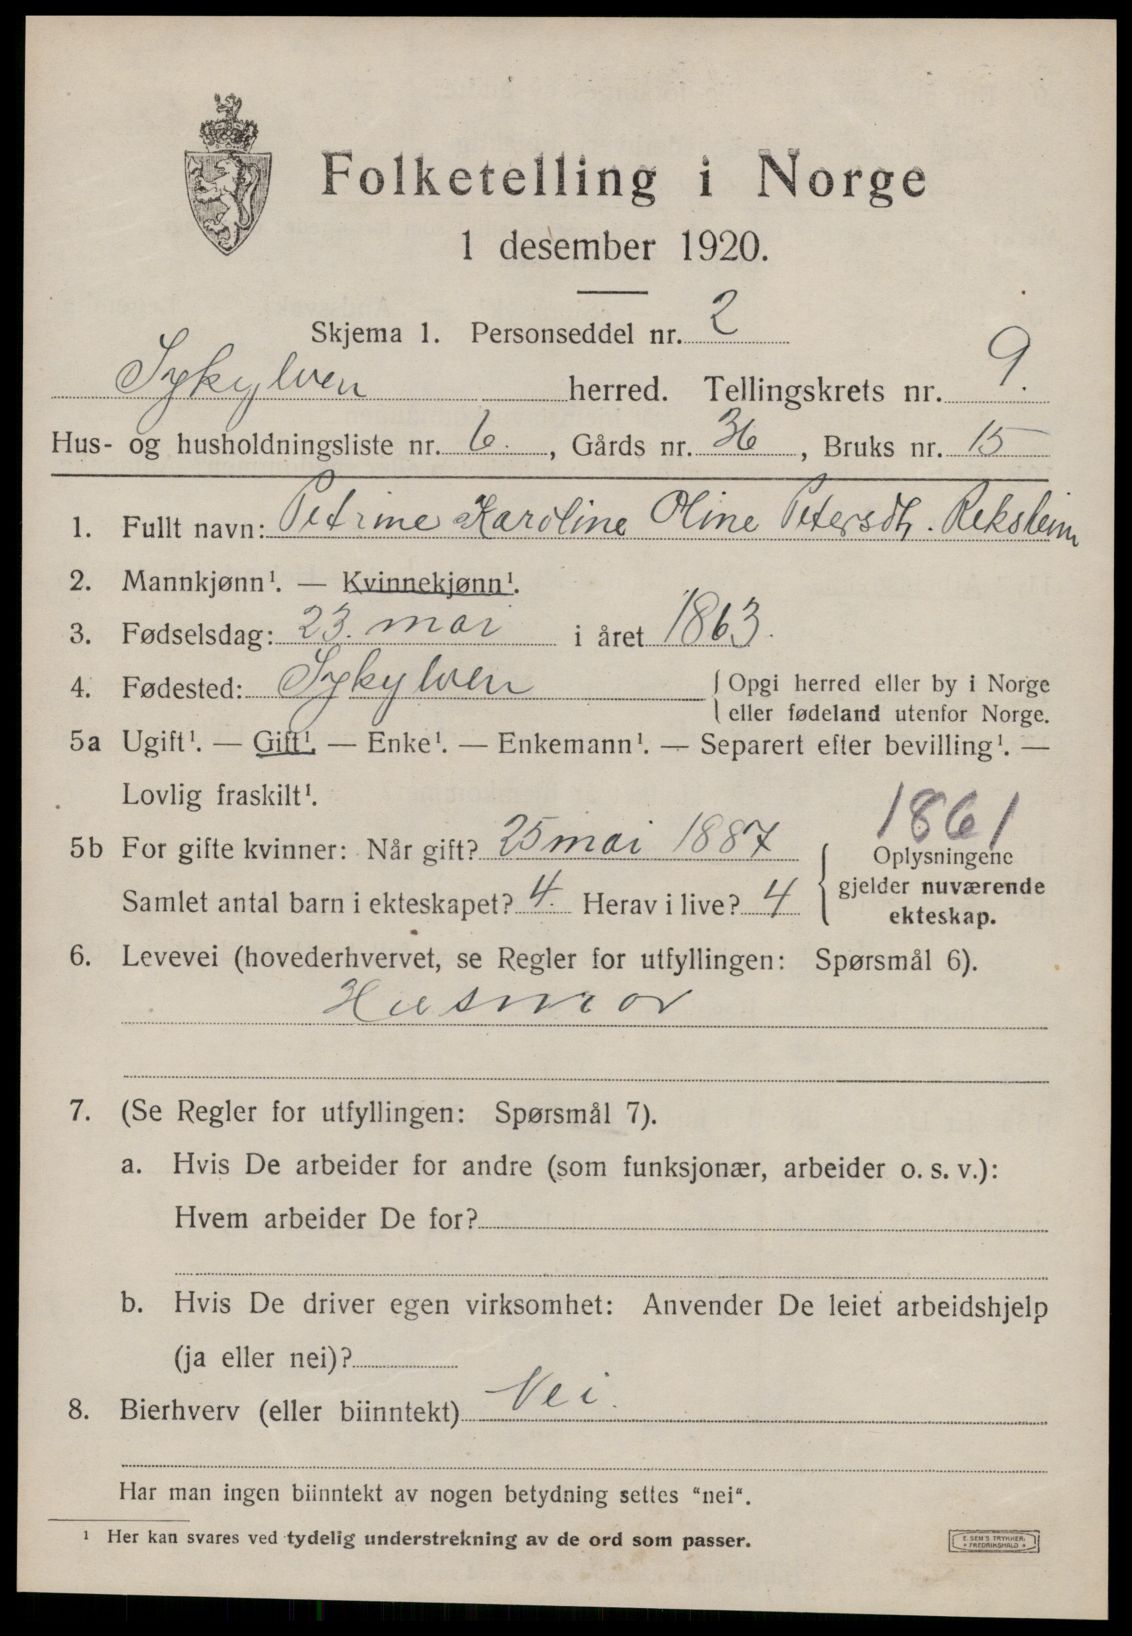 Folketelling i Norge
1 desember 1920.
Skjema 1. Personseddel nr. 2
Sykylven herred. Tellingskrets nr. 9.
Hus- og husholdningsliste nr. 6., Gårds nr. 36, Bruks nr. 15
1. Fullt navn: Petrine Karoline Oline Petersdt. Rekslein
2. Mannkjønn¹. — Kvinnekjønn¹.
3. Fødselsdag: 23. mai i året 1863.
4. Fødested: Sykylven { Opgi herred eller by i Norge
eller fødeland utenfor Norge.
5a Ugift¹. — Gift¹. — Enke¹. — Enkemann¹. — Separert efter bevilling¹. —
Lovlig fraskilt¹.
1861
5b For gifte kvinner: Når gift? 25 mai 1887
Samlet antal barn i ekteskapet? 4. Herav i live? 4
{ Oplysningene
gjelder nuværende
ekteskap.
6. Levevei (hovederhvervet, se Regler for utfyllingen: Spørsmål 6).
Husmor
7. (Se Regler for utfyllingen: Spørsmål 7).
a. Hvis De arbeider for andre (som funksjonær, arbeider o. s. v.):
Hvem arbeider De for?
b. Hvis De driver egen virksomhet: Anvender De leiet arbeidshjelp
(ja eller nei)?
8. Bierhverv (eller biinntekt) Nei.
Har man ingen biinntekt av nogen betydning settes "nei".
¹ Her kan svares ved tydelig understrekning av de ord som passer.
E. SEM'S TRYKKERI
FREDRIKSHALD